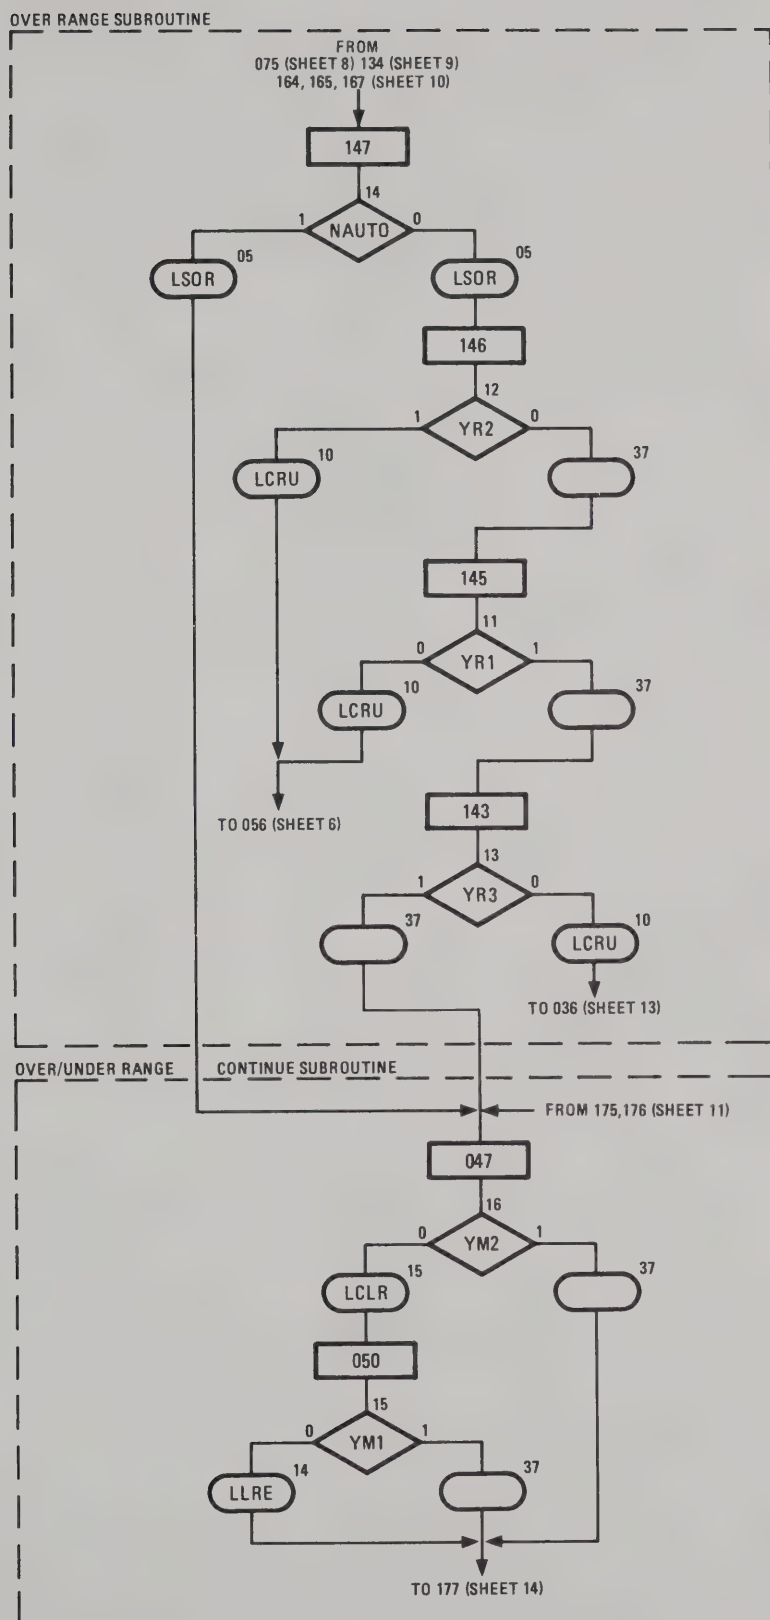 OVER RANGE SUBROUTINE
FROM
075 (SHEET 8) 134 (SHEET 9)
164, 165, 167 (SHEET 10)
147
14
1 NAUTO 0
05 05
LSOR LSOR
146
12
1 YR2 0
10 37
LCRU
145
11
0 YR1 1
10 37
LCRU
TO 056 (SHEET 6)
143
13
1 YR3 0
37 10
LCRU
TO 036 (SHEET 13)
OVER/UNDER RANGE CONTINUE SUBROUTINE
FROM 175,176 (SHEET 11)
047
16
0 YM2 1
15 37
LCLR
050
15
0 YM1 1
14 37
LLRE
TO 177 (SHEET 14)